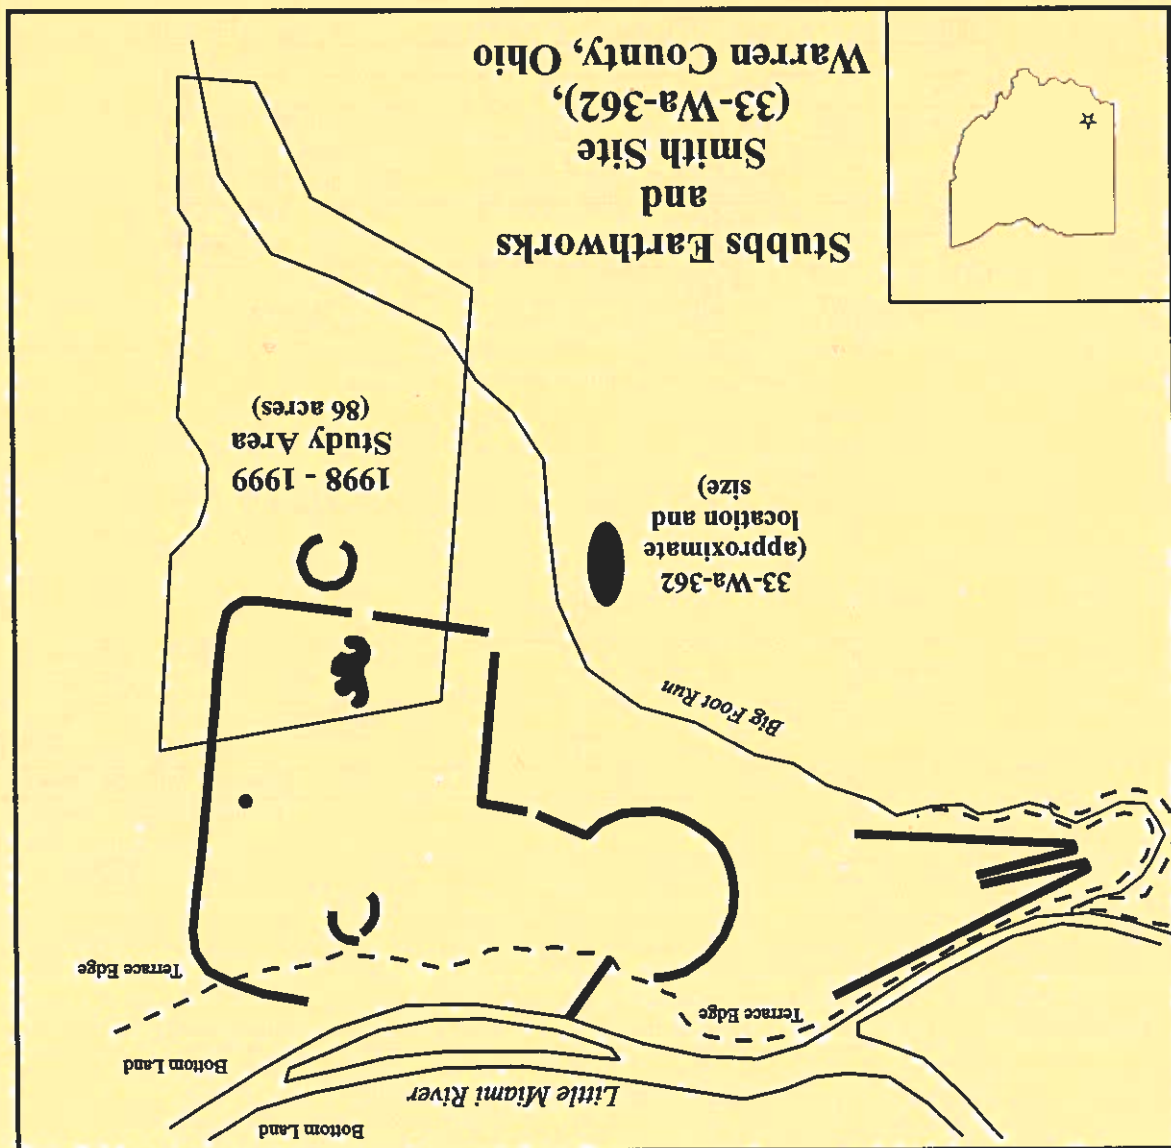 Bottom Land
Little Miami River
Bottom Land
Terrace Edge
Terrace Edge
Big Foot Run
33-Wa-362
(approximate
location and
size)
1998 - 1999
Study Area
(86 acres)
Stubbs Earthworks
and
Smith Site
(33-Wa-362),
Warren County, Ohio